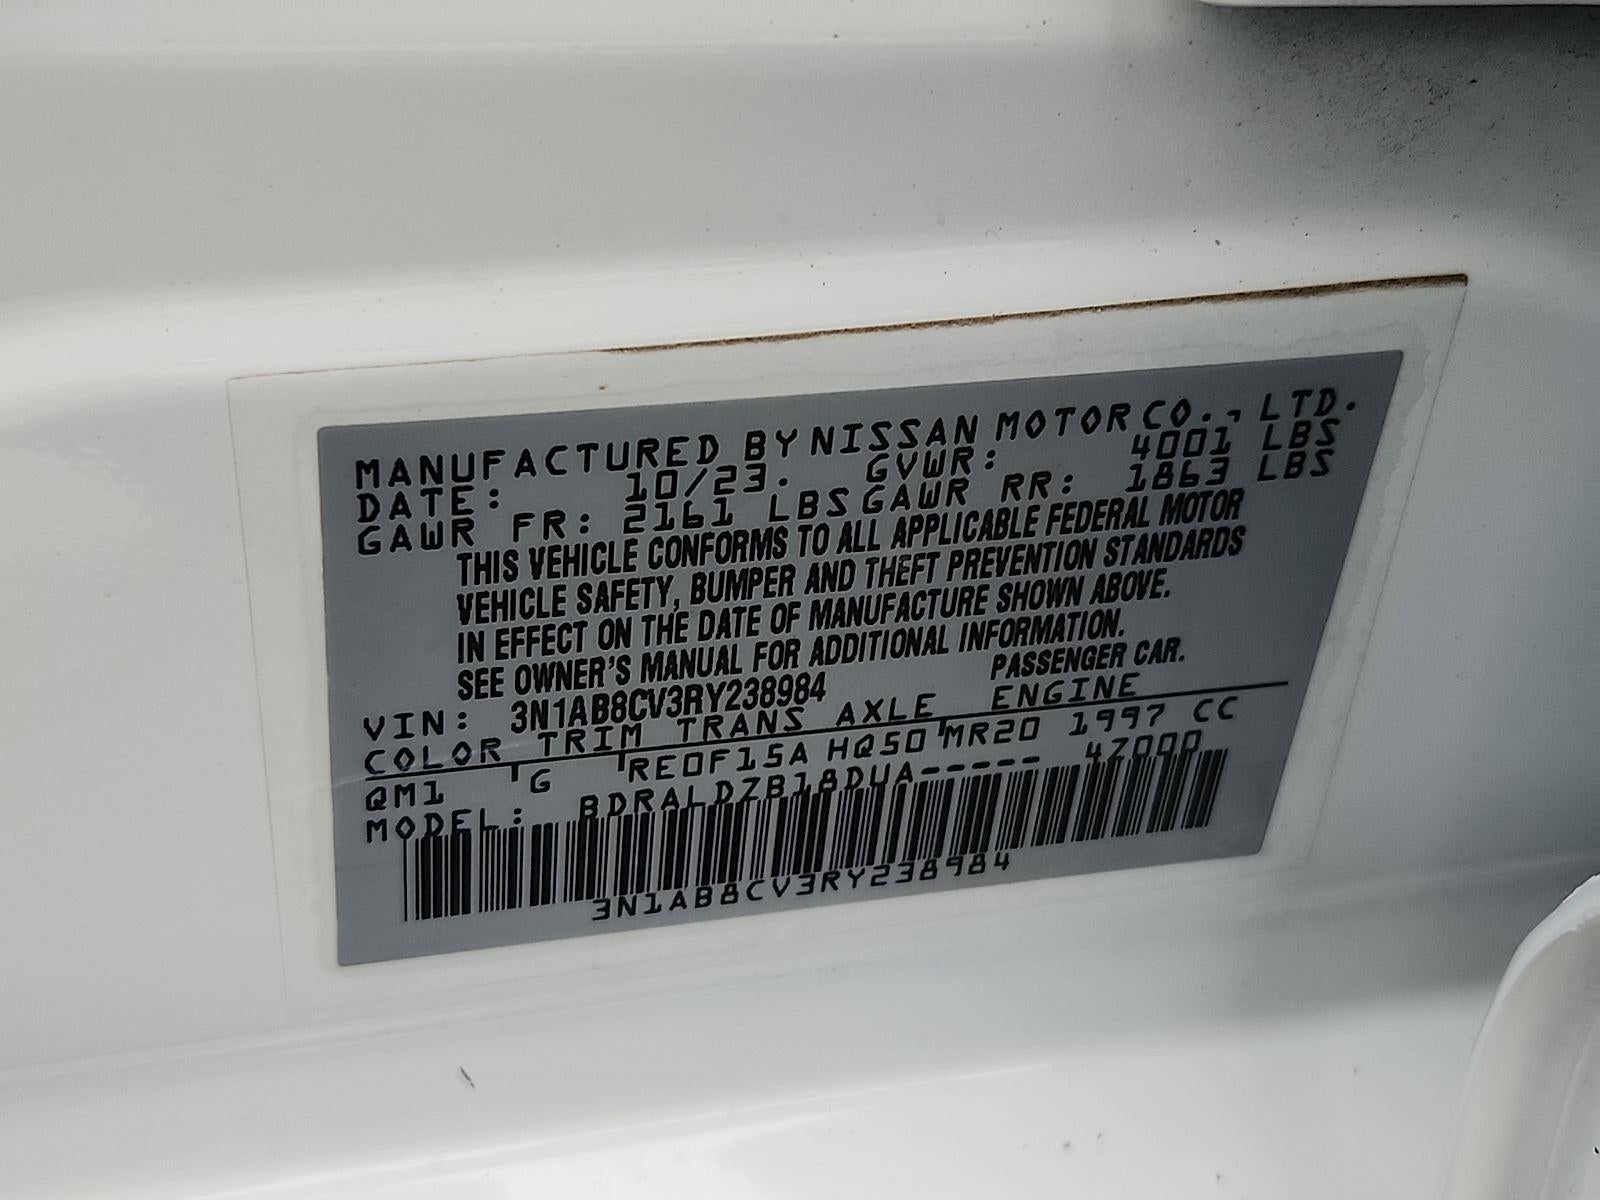 MANUFACTURED BY NISSAN MOTOR CO., LTD.
DATE: 10/23. GVWR: 4001 LBS
GAWR FR: 2161 LBS GAWR RR: 1863 LBS
THIS VEHICLE CONFORMS TO ALL APPLICABLE FEDERAL MOTOR
VEHICLE SAFETY, BUMPER AND THEFT PREVENTION STANDARDS
IN EFFECT ON THE DATE OF MANUFACTURE SHOWN ABOVE.
SEE OWNER'S MANUAL FOR ADDITIONAL INFORMATION.
VIN: 3N1AB8CV3RY238984 PASSENGER CAR.
COLOR TRIM TRANS AXLE ENGINE
QM1 G RE0F15A HQ50 MR20 1997 CC
MODEL: BDRALDZB18DUA----- 4Z000
3N1AB8CV3RY238984